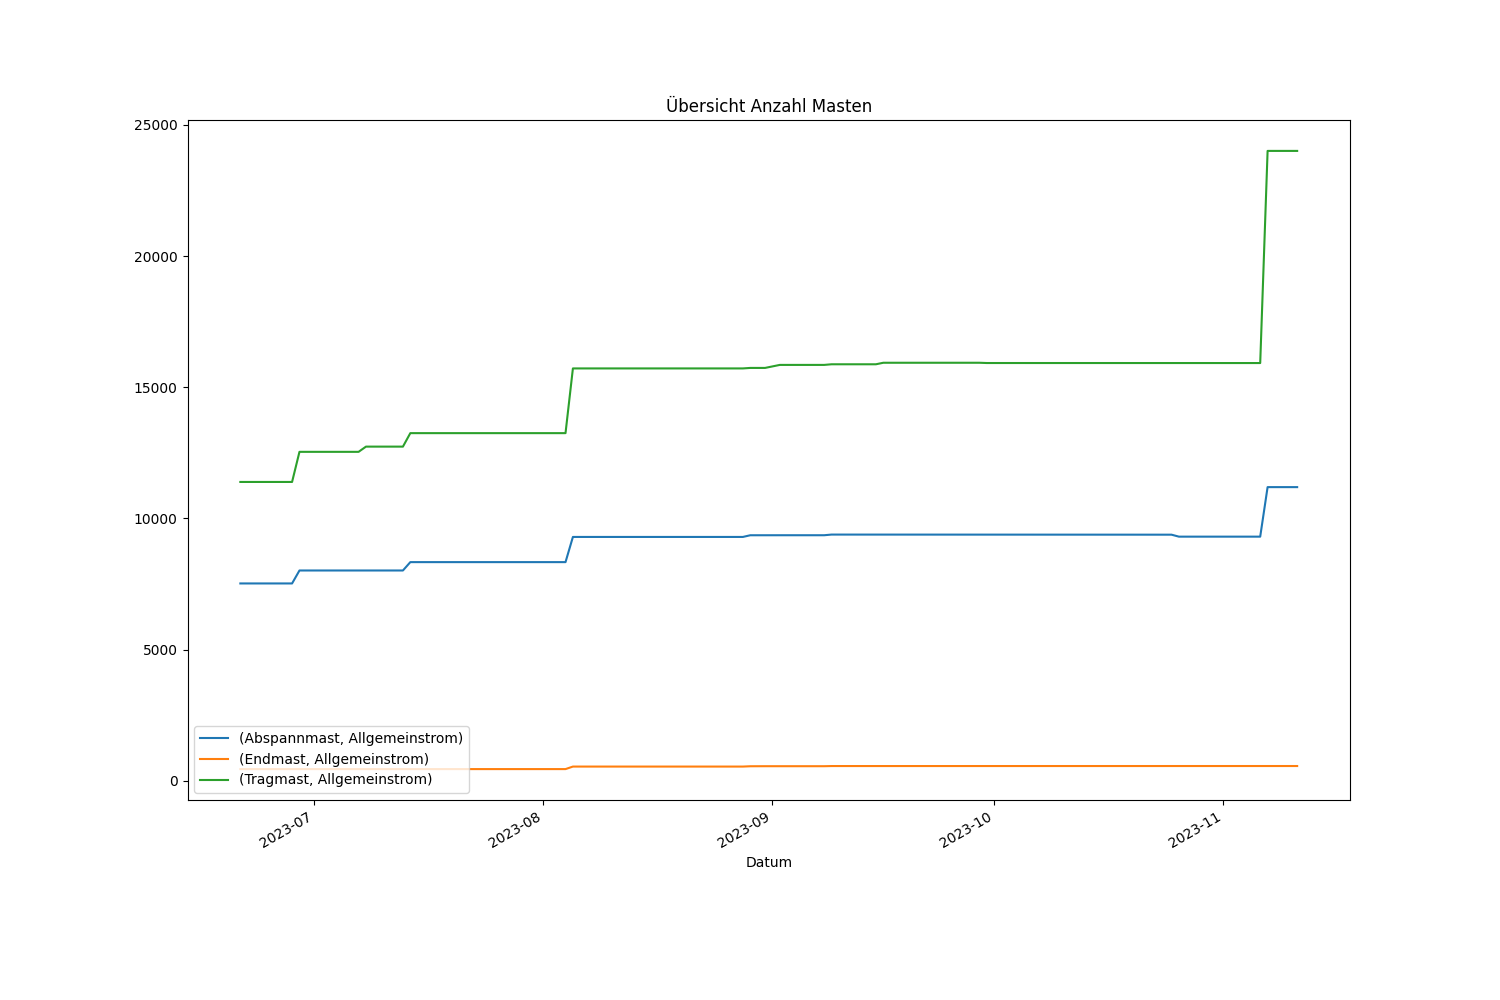 Übersicht Anzahl Masten
25000
20000
15000
10000
5000
0
(Abspannmast, Allgemeinstrom)
(Endmast, Allgemeinstrom)
(Tragmast, Allgemeinstrom)
2023-07
2023-08
2023-09
2023-10
2023-11
Datum